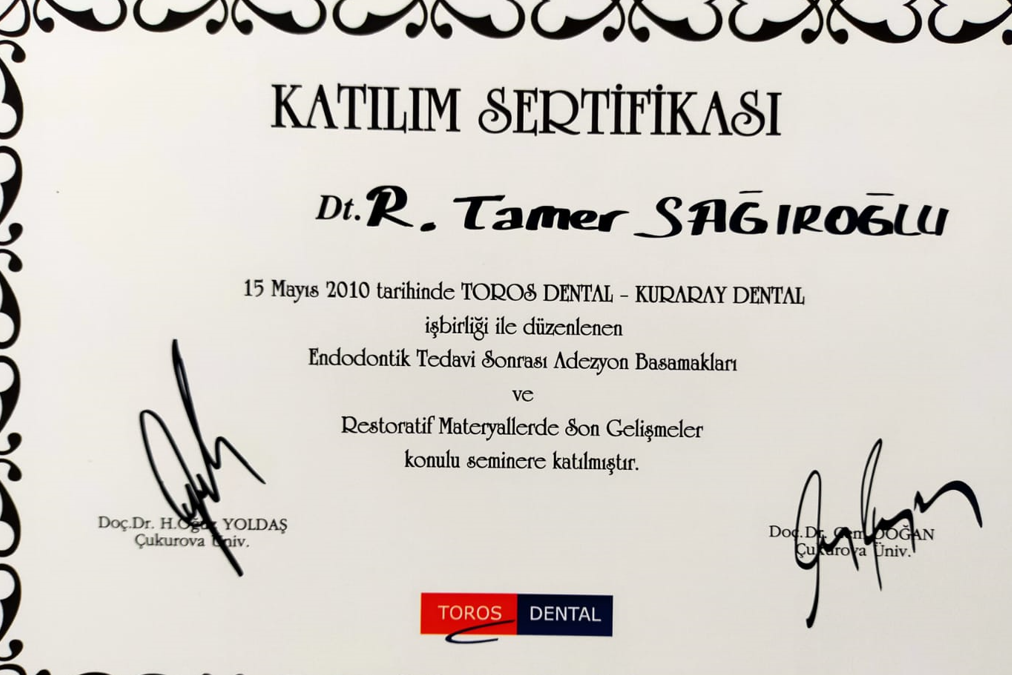 KATILIM SERTİFİKASI
Dt. R. Tamer SAĞIROĞLU
15 Mayıs 2010 tarihinde TOROS DENTAL - KURARAY DENTAL
işbirliği ile düzenlenen
Endodontik Tedavi Sonrası Adezyon Basamakları
ve
Restoratif Materyallerde Son Gelişmeler
konulu seminere katılmıştır.
Doç.Dr. H.Oğuz YOLDAŞ
Çukurova Üniv.
Doç.Dr. Cem DOĞAN
Çukurova Üniv.
TOROS DENTAL